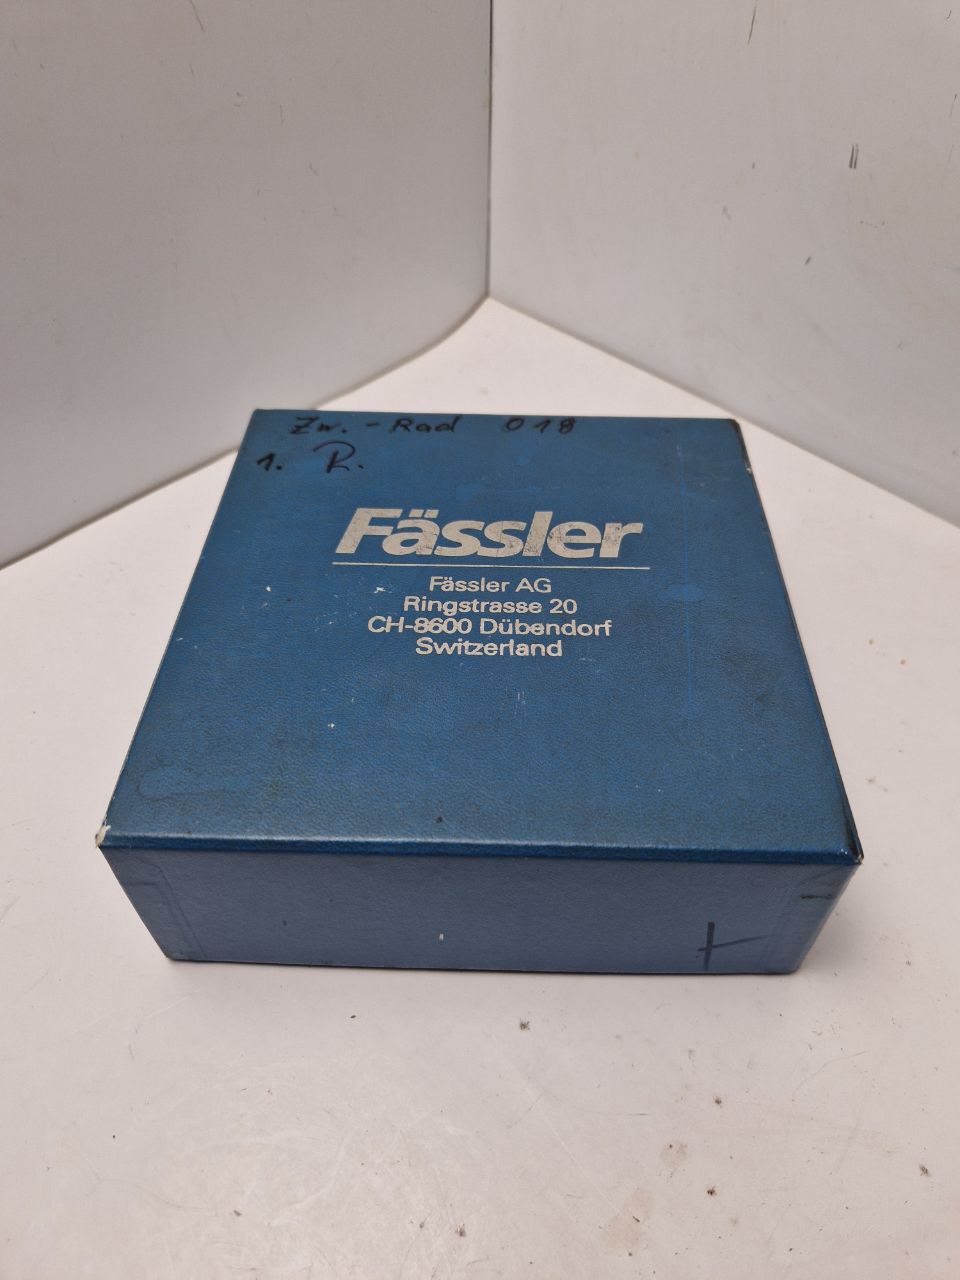 Zw. - Rad 018
1. R.
Fässler
Fässler AG
Ringstrasse 20
CH-8600 Dübendorf
Switzerland